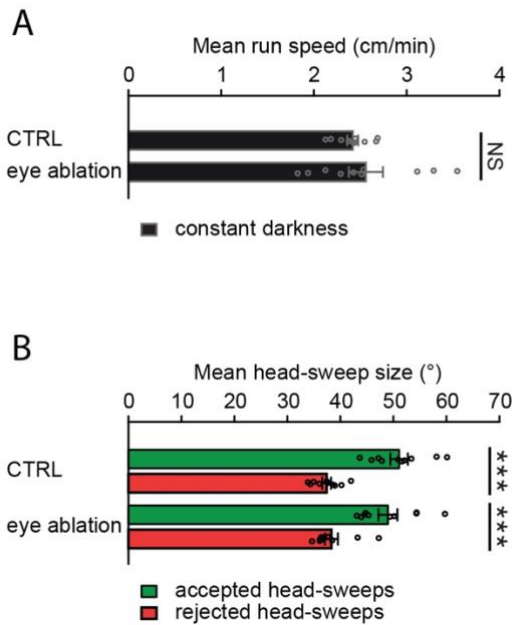 A
Mean run speed (cm/min)
0 1 2 3 4
CTRL
eye ablation
NS
constant darkness
B
Mean head-sweep size (°)
0 10 20 30 40 50 60 70
CTRL
***
eye ablation
***
accepted head-sweeps
rejected head-sweeps